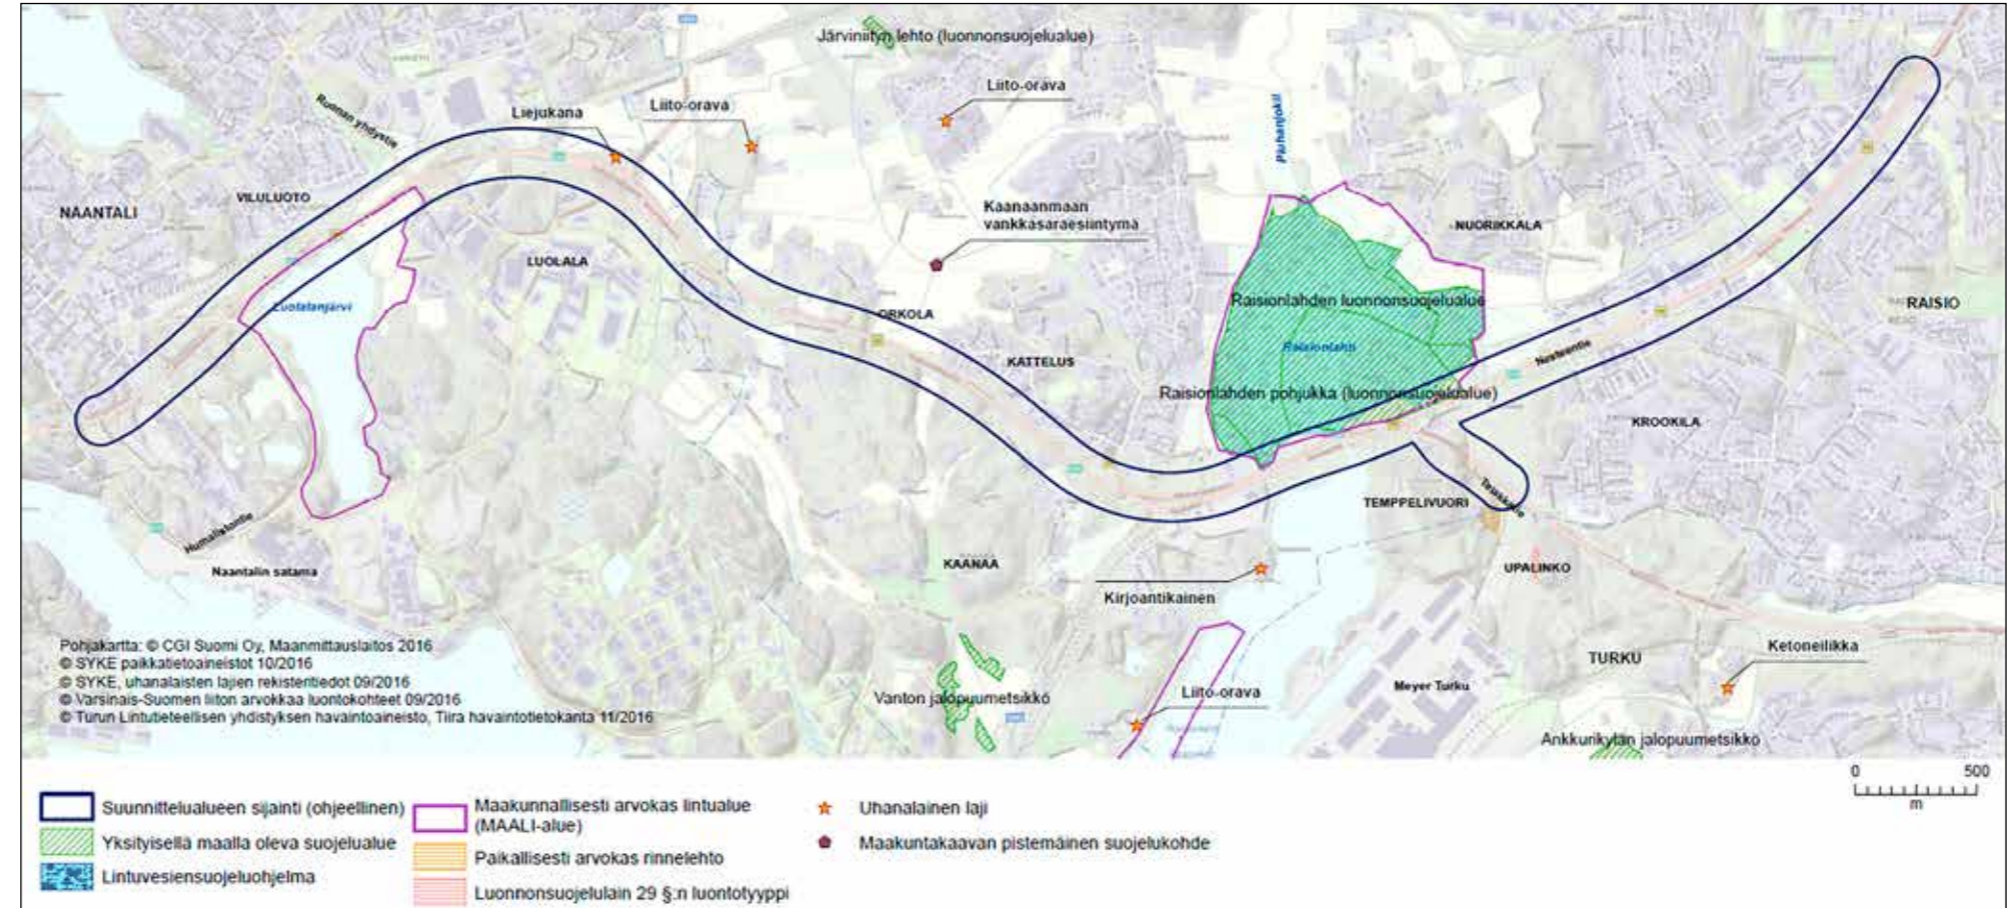 Järviniityn lehto (luonnonsuojelualue)
Liito-orava
Liito-orava
Liejukana
Ruonan yhdystie
NAANTALI
VILULUOTO
LUOLALA
Luolalanjärvi
Kaanaanmaan
vankkasaraesiintymä
ORKOLA
KATTELUS
NUORIKKALA
Raisionlahden luonnonsuojelualue
Raisionlahti
Raisionlahden pohjukka (luonnonsuojelualue)
Nesteentie
RAISIO
KROOKILA
TEMPPELIVUORI
UPALINKO
Humalistontie
Naantalin satama
KAANAA
Kirjoantikainen
Vanton jalopuumetsikkö
Liito-orava
Meyer Turku
TURKU
Ketoneilikka
Ankkurikylän jalopuumetsikkö
Pohjakartta: © CGI Suomi Oy, Maanmittauslaitos 2016
© SYKE paikkatietoaineistot 10/2016
© SYKE, uhanalaisten lajien rekisteritiedot 09/2016
© Varsinais-Suomen liiton arvokkaa luontokohteet 09/2016
© Turun Lintutieteellisen yhdistyksen havaintoaineisto, Tiira havaintotietokanta 11/2016
0 500
m
Suunnittelualueen sijainti (ohjeellinen)
Yksityisellä maalla oleva suojelualue
Lintuvesiensuojeluohjelma
Maakunnallisesti arvokas lintualue
(MAALI-alue)
Paikallisesti arvokas rinnelehto
Luonnonsuojelulain 29 §:n luontotyyppi
Uhanalainen laji
Maakuntakaavan pistemäinen suojelukohde